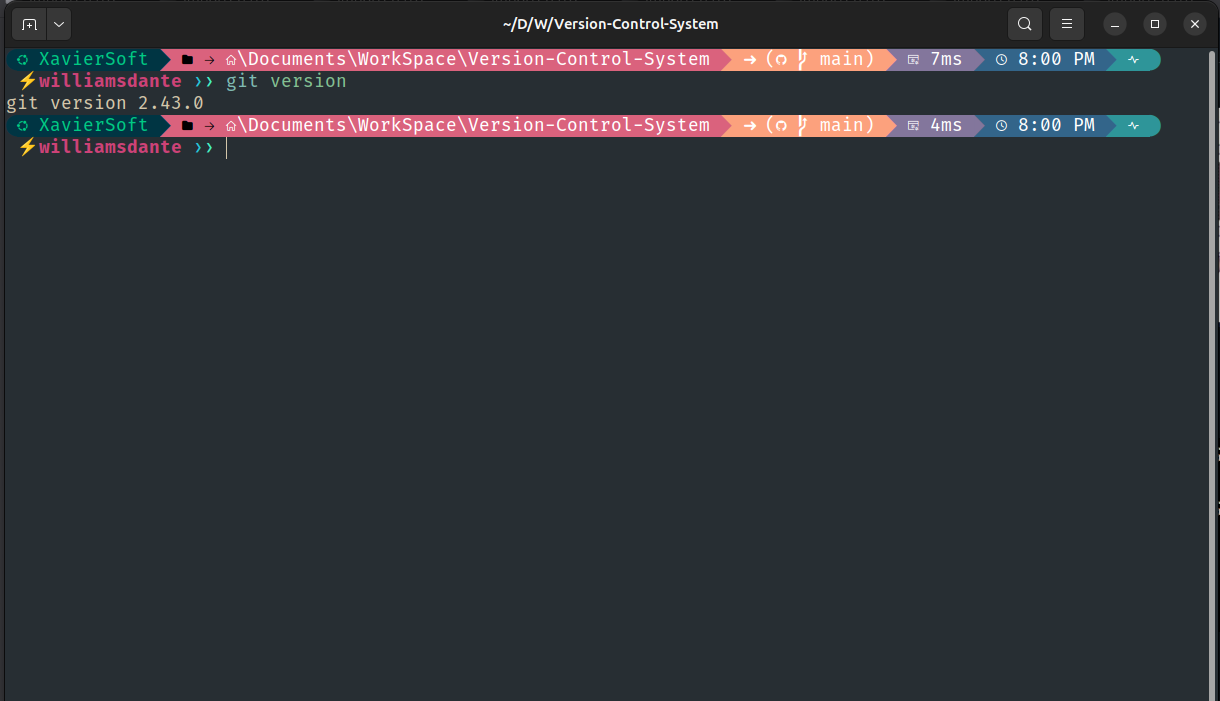 ~/D/W/Version-Control-System
XavierSoft → \Documents\WorkSpace\Version-Control-System → ( main) 7ms 8:00 PM
⚡williamsdante ❯❯ git version
git version 2.43.0
XavierSoft → \Documents\WorkSpace\Version-Control-System → ( main) 4ms 8:00 PM
⚡williamsdante ❯❯